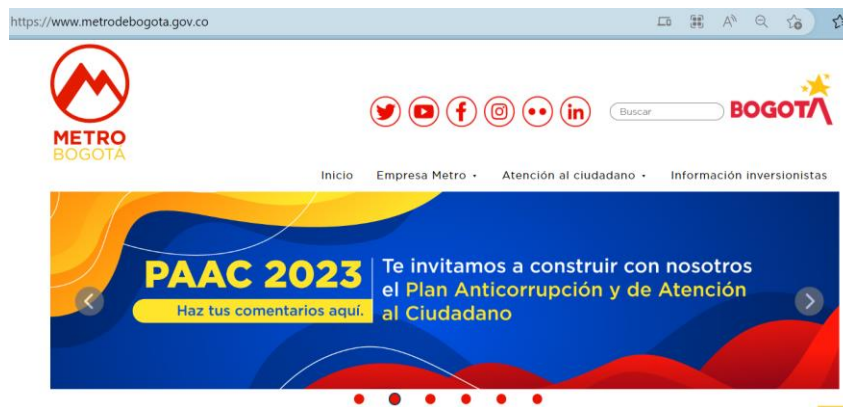 https://www.metrodebogota.gov.co
METRO
BOGOTÁ
Buscar
BOGOTÁ
Inicio Empresa Metro Atención al ciudadano Información inversionistas
PAAC 2023
Haz tus comentarios aquí.
Te invitamos a construir con nosotros
el Plan Anticorrupción y de Atención
al Ciudadano